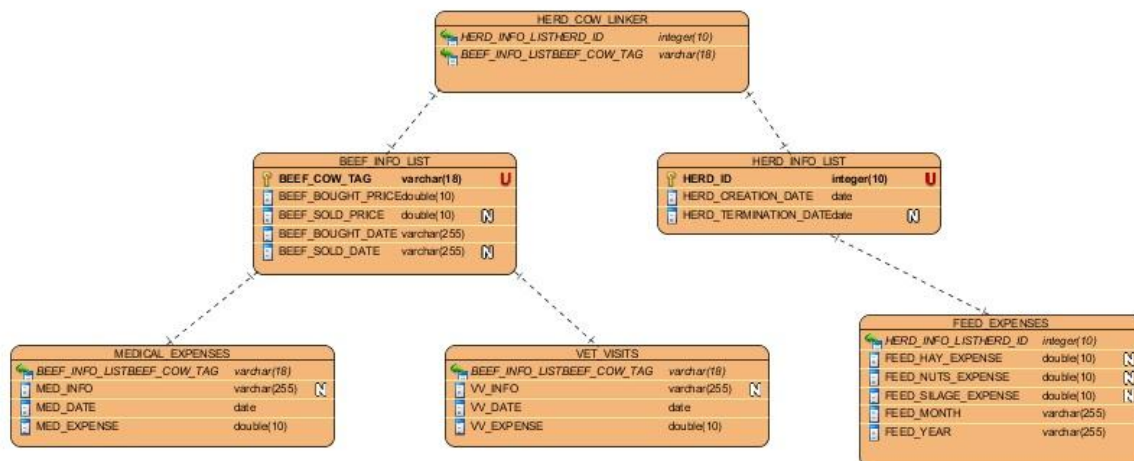 HERD_COW_LINKER
HERD_INFO_LISTHERD_ID integer(10)
BEEF_INFO_LISTBEEF_COW_TAG varchar(18)
BEEF_INFO_LIST
BEEF_COW_TAG varchar(18) U
BEEF_BOUGHT_PRICEdouble(10)
BEEF_SOLD_PRICE double(10) N
BEEF_BOUGHT_DATE varchar(255)
BEEF_SOLD_DATE varchar(255) N
HERD_INFO_LIST
HERD_ID integer(10) U
HERD_CREATION_DATE date
HERD_TERMINATION_DATEdate N
MEDICAL_EXPENSES
BEEF_INFO_LISTBEEF_COW_TAG varchar(18)
MED_INFO varchar(255) N
MED_DATE date
MED_EXPENSE double(10)
VET_VISITS
BEEF_INFO_LISTBEEF_COW_TAG varchar(18)
VV_INFO varchar(255) N
VV_DATE date
VV_EXPENSE double(10)
FEED_EXPENSES
HERD_INFO_LISTHERD_ID integer(10)
FEED_HAY_EXPENSE double(10) N
FEED_NUTS_EXPENSE double(10) N
FEED_SILAGE_EXPENSE double(10) N
FEED_MONTH varchar(255)
FEED_YEAR varchar(255)